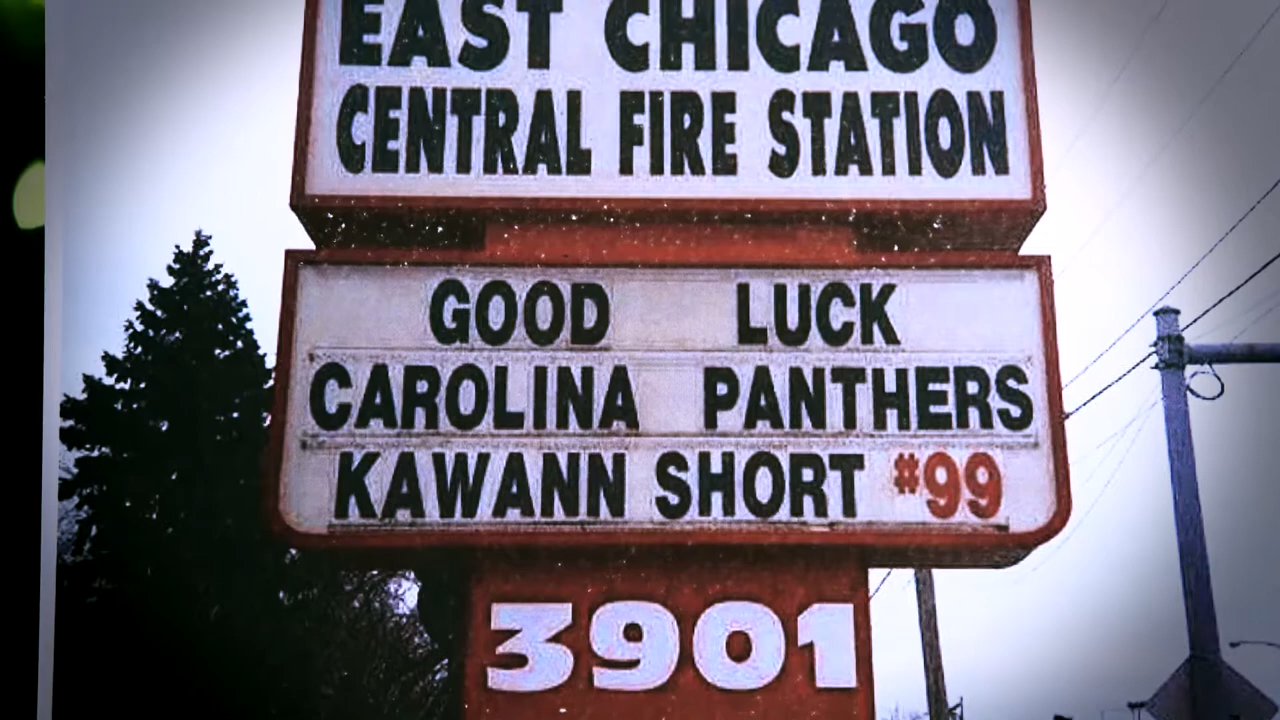 EAST CHICAGO
CENTRAL FIRE STATION
GOOD LUCK
CAROLINA PANTHERS
KAWANN SHORT #99
3901